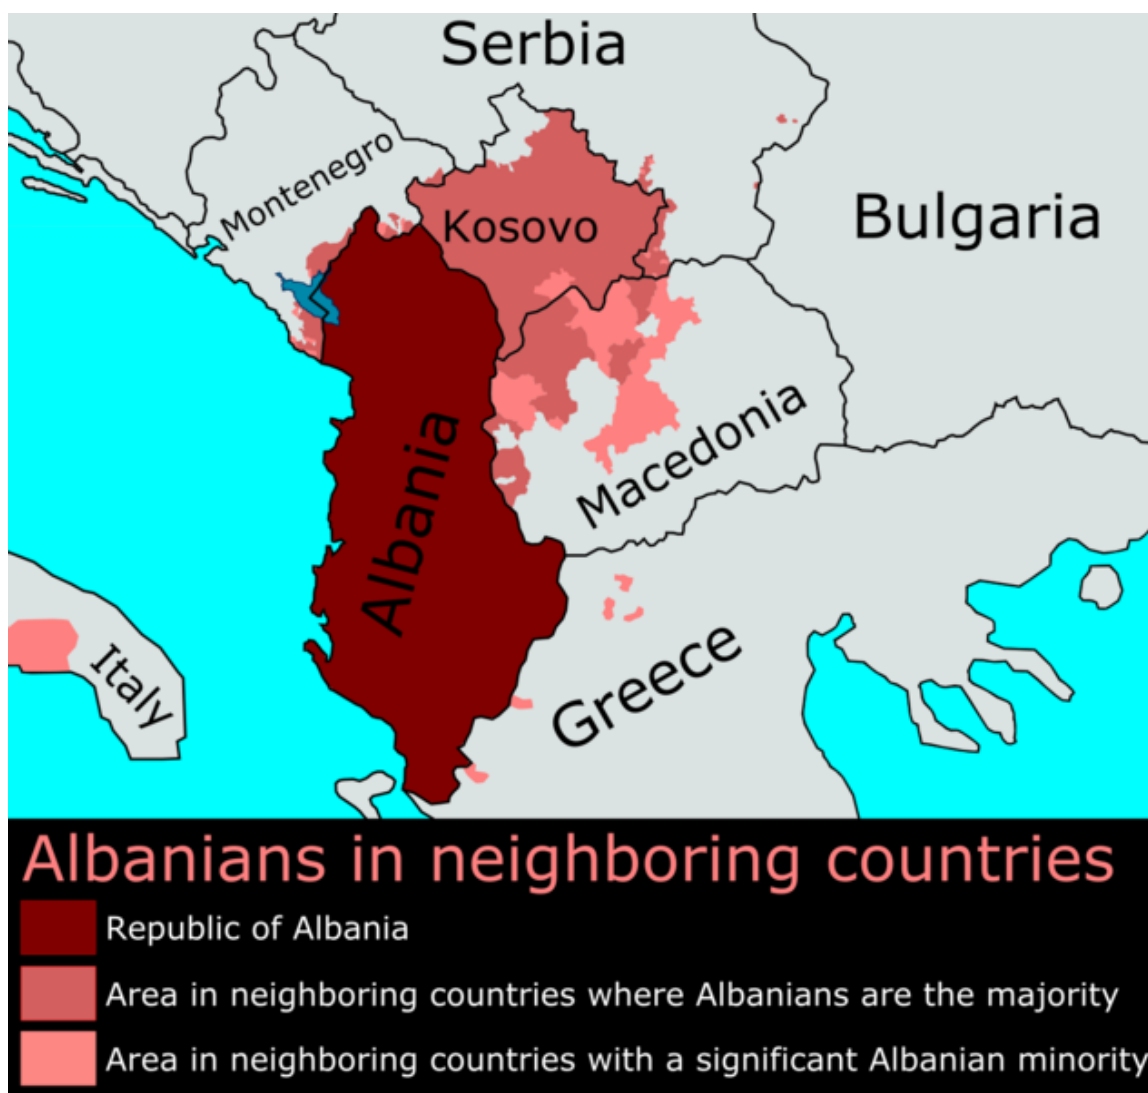 Serbia
Montenegro
Kosovo
Bulgaria
Macedonia
Albania
Italy
Greece
Albanians in neighboring countries
Republic of Albania
Area in neighboring countries where Albanians are the majority
Area in neighboring countries with a significant Albanian minority